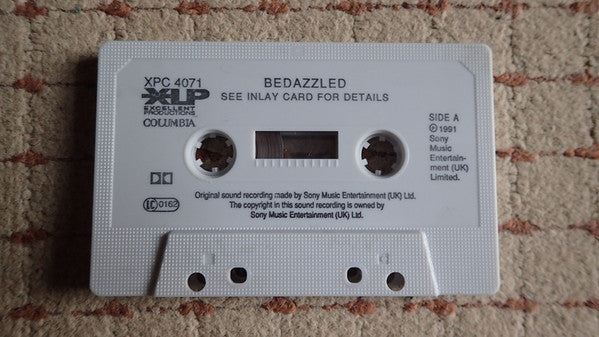 XPC 4071
BEDAZZLED
SEE INLAY CARD FOR DETAILS
XLP
EXCELLENT
PRODUCTIONS
COLUMBIA
SIDE A
℗ 1991
Sony
Music
Entertain-
ment (UK)
Limited.
Original sound recording made by Sony Music Entertainment (UK) Ltd.
The copyright in this sound recording is owned by
Sony Music Entertainment (UK) Ltd.
LC 0162